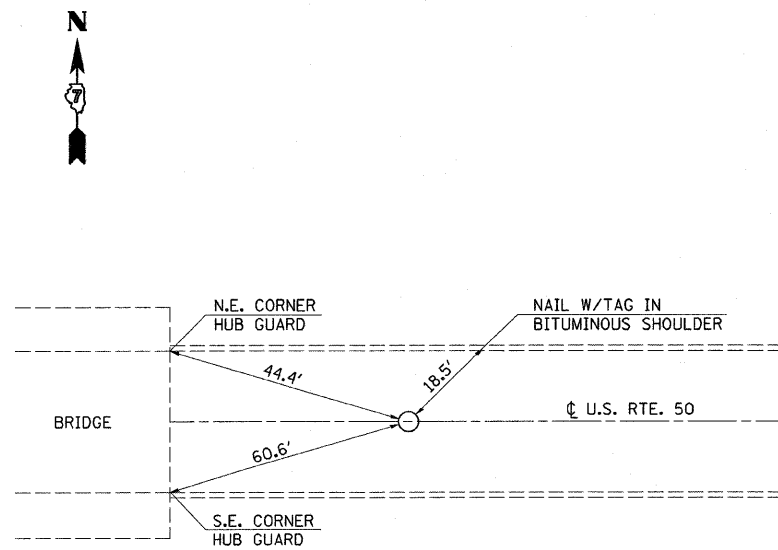 N
7
N.E. CORNER
HUB GUARD
NAIL W/TAG IN
BITUMINOUS SHOULDER
44.4'
18.5'
BRIDGE
℄ U.S. RTE. 50
60.6'
S.E. CORNER
HUB GUARD